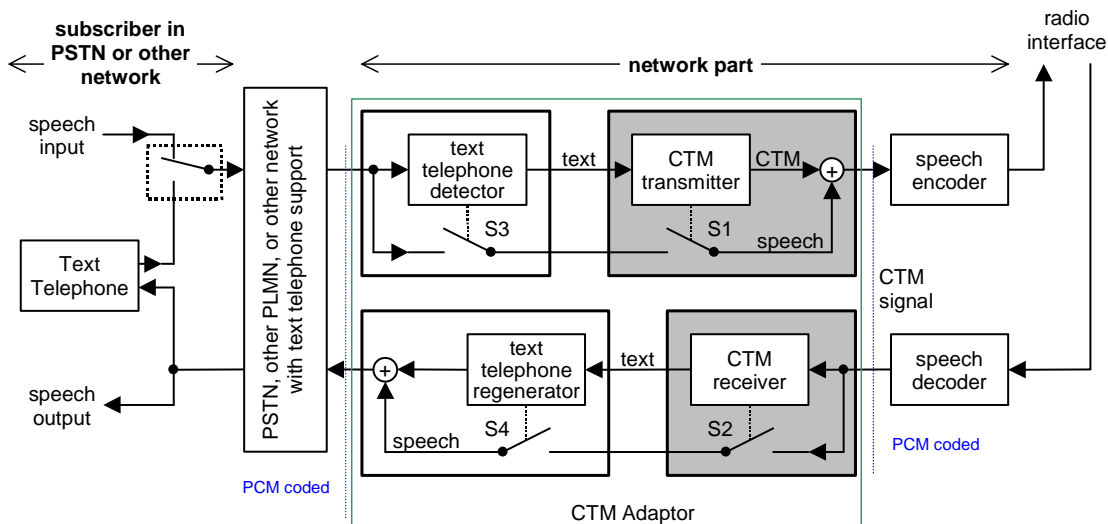 subscriber in
PSTN or other
network
network part
radio
interface
speech
input
PSTN, other PLMN, or other network
with text telephone support
text
telephone
detector
text
CTM
transmitter
CTM
+
speech
encoder
S3
S1
speech
Text
Telephone
CTM
signal
speech
output
+
text
telephone
regenerator
text
CTM
receiver
speech
decoder
speech
S4
S2
PCM coded
PCM coded
CTM Adaptor